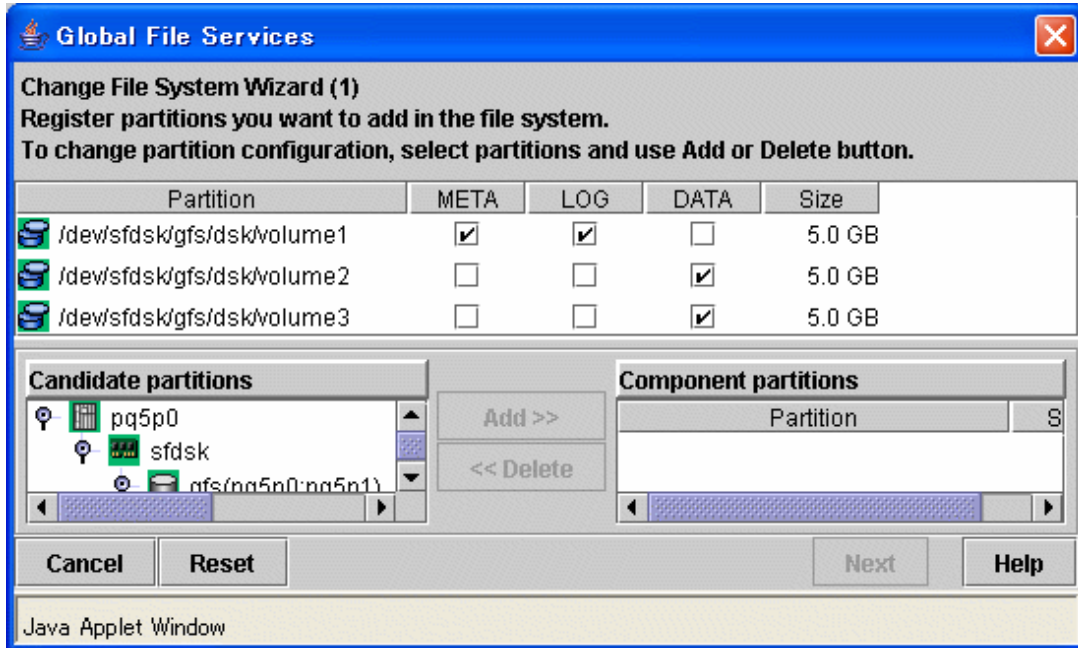 Global File Services
Change File System Wizard (1)
Register partitions you want to add in the file system.
To change partition configuration, select partitions and use Add or Delete button.
Partition META LOG DATA Size
/dev/sfdsk/gfs/dsk/volume1 5.0 GB
/dev/sfdsk/gfs/dsk/volume2 5.0 GB
/dev/sfdsk/gfs/dsk/volume3 5.0 GB
Candidate partitions
pq5p0
sfdsk
gfs(pq5p0:pq5p1)
Add >>
<< Delete
Component partitions
Partition S
Cancel Reset Next Help
Java Applet Window